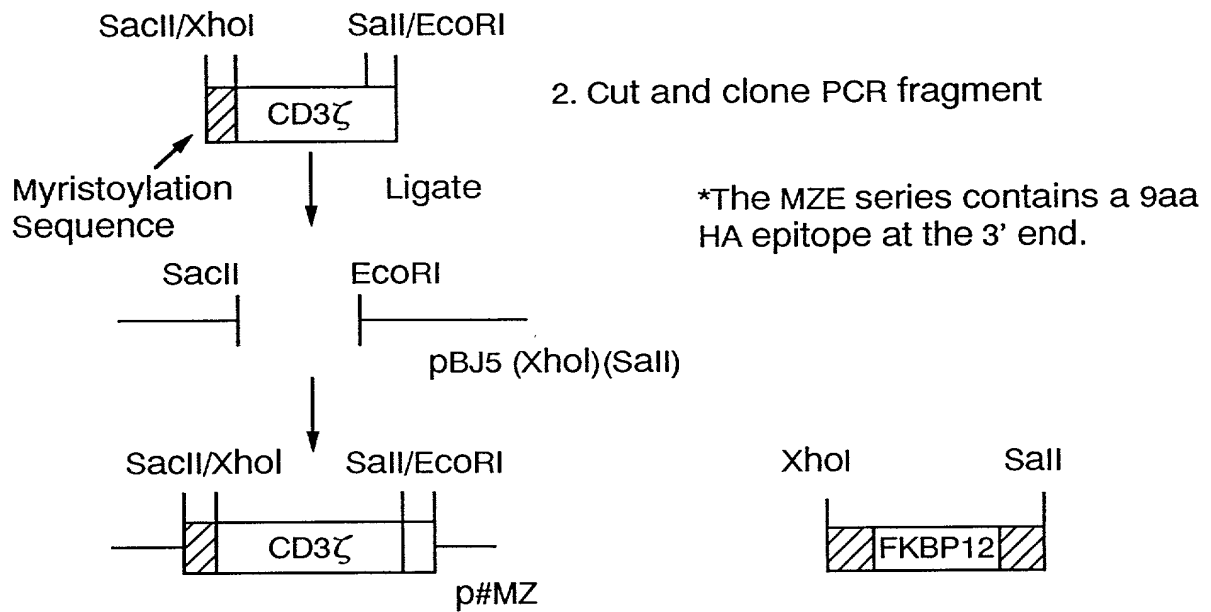 SacII/XhoI SalI/EcoRI
2. Cut and clone PCR fragment
CD3ζ
Myristoylation
Sequence
Ligate
*The MZE series contains a 9aa
HA epitope at the 3' end.
SacII EcoRI
pBJ5 (XhoI)(SalI)
SacII/XhoI SalI/EcoRI
XhoI SalI
CD3ζ
FKBP12
p#MZ